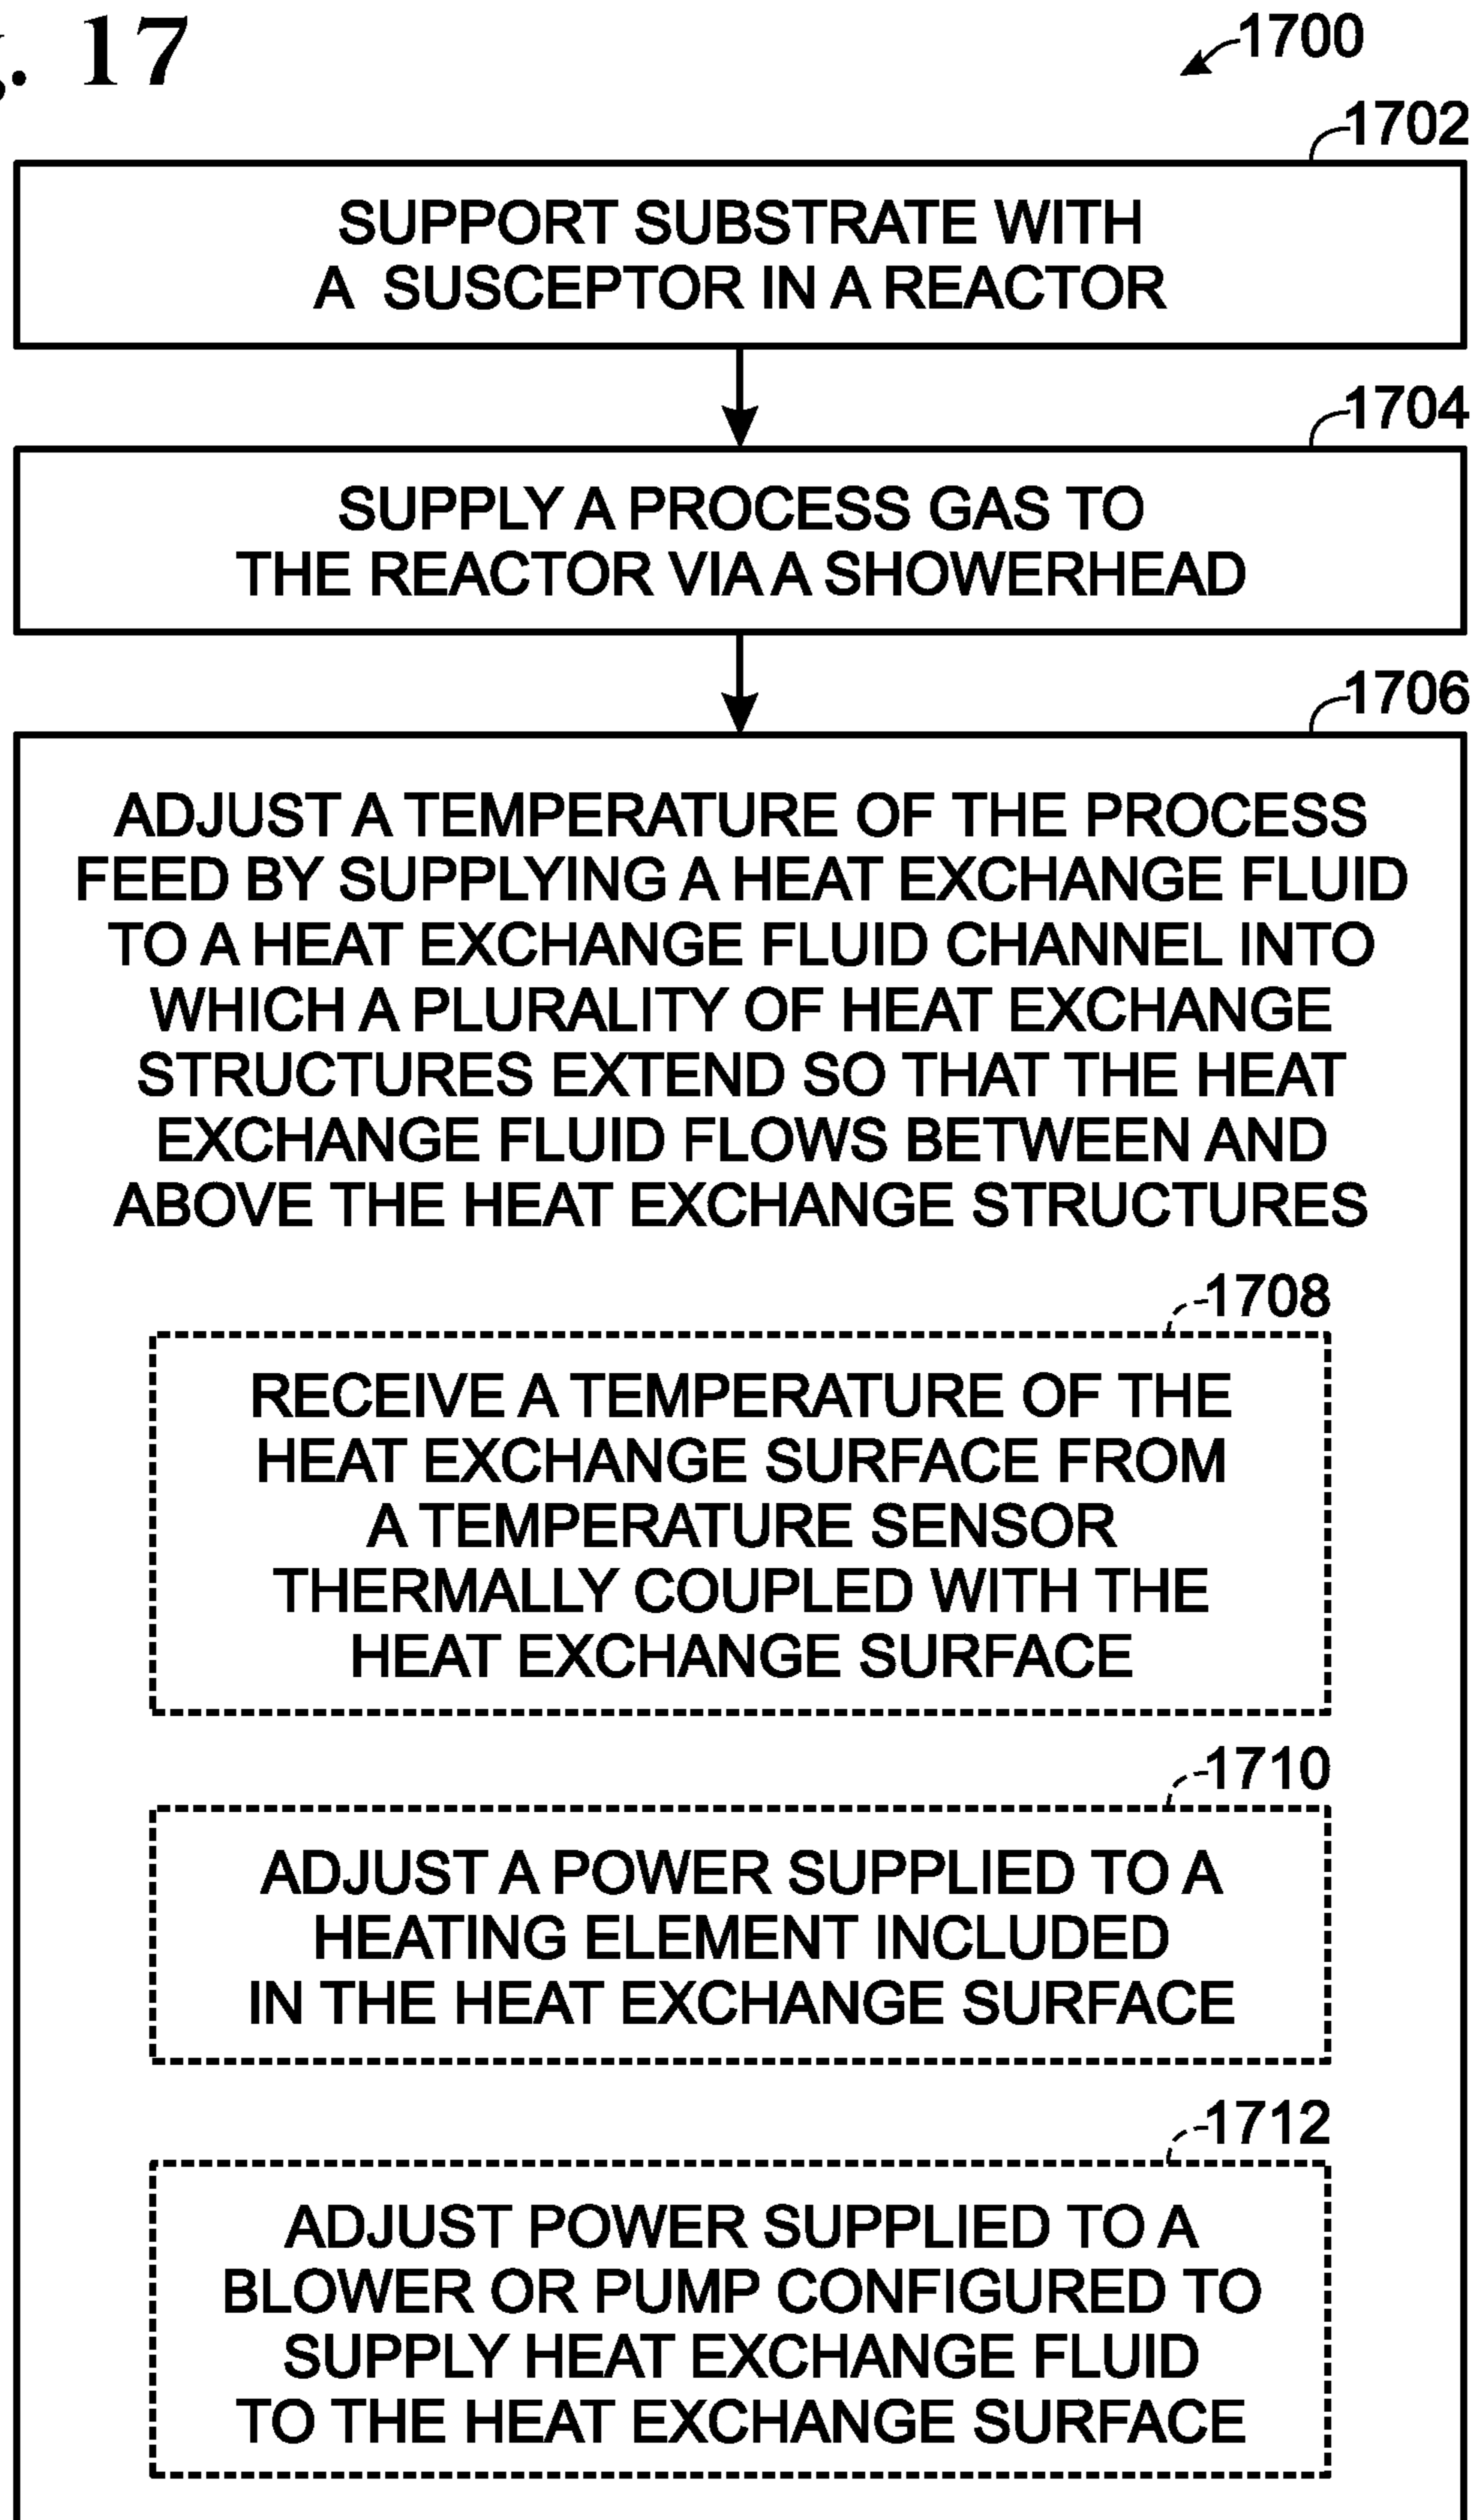 . 17
1700
1702
SUPPORT SUBSTRATE WITH
A SUSCEPTOR IN A REACTOR
1704
SUPPLY A PROCESS GAS TO
THE REACTOR VIA A SHOWERHEAD
1706
ADJUST A TEMPERATURE OF THE PROCESS
FEED BY SUPPLYING A HEAT EXCHANGE FLUID
TO A HEAT EXCHANGE FLUID CHANNEL INTO
WHICH A PLURALITY OF HEAT EXCHANGE
STRUCTURES EXTEND SO THAT THE HEAT
EXCHANGE FLUID FLOWS BETWEEN AND
ABOVE THE HEAT EXCHANGE STRUCTURES
1708
RECEIVE A TEMPERATURE OF THE
HEAT EXCHANGE SURFACE FROM
A TEMPERATURE SENSOR
THERMALLY COUPLED WITH THE
HEAT EXCHANGE SURFACE
1710
ADJUST A POWER SUPPLIED TO A
HEATING ELEMENT INCLUDED
IN THE HEAT EXCHANGE SURFACE
1712
ADJUST POWER SUPPLIED TO A
BLOWER OR PUMP CONFIGURED TO
SUPPLY HEAT EXCHANGE FLUID
TO THE HEAT EXCHANGE SURFACE